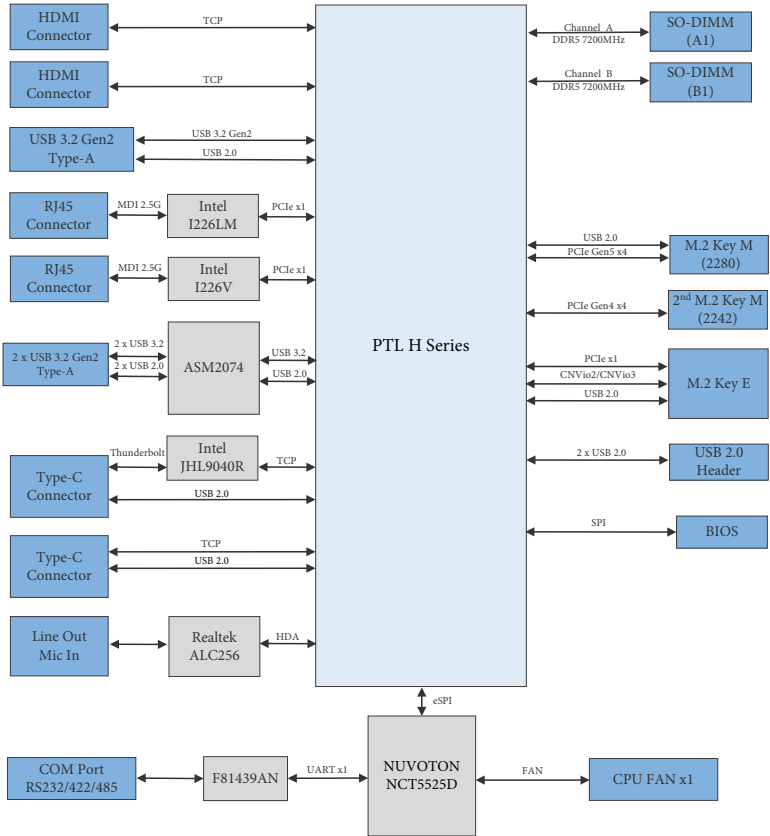 HDMI
Connector
TCP
HDMI
Connector
TCP
USB 3.2 Gen2
Type-A
USB 3.2 Gen2
USB 2.0
RJ45
Connector
MDI 2.5G
Intel
I226LM
PCIe x1
RJ45
Connector
MDI 2.5G
Intel
I226V
PCIe x1
2 x USB 3.2 Gen2
Type-A
2 x USB 3.2
2 x USB 2.0
ASM2074
USB 3.2
USB 2.0
Type-C
Connector
Thunderbolt
Intel
JHL9040R
TCP
USB 2.0
Type-C
Connector
TCP
USB 2.0
Line Out
Mic In
Realtek
ALC256
HDA
PTL H Series
Channel A
DDR5 7200MHz
SO-DIMM
(A1)
Channel B
DDR5 7200MHz
SO-DIMM
(B1)
USB 2.0
PCIe Gen5 x4
M.2 Key M
(2280)
PCIe Gen4 x4
2nd M.2 Key M
(2242)
PCIe x1
CNVio2/CNVio3
USB 2.0
M.2 Key E
2 x USB 2.0
USB 2.0
Header
SPI
BIOS
eSPI
COM Port
RS232/422/485
F81439AN
UART x1
NUVOTON
NCT5525D
FAN
CPU FAN x1